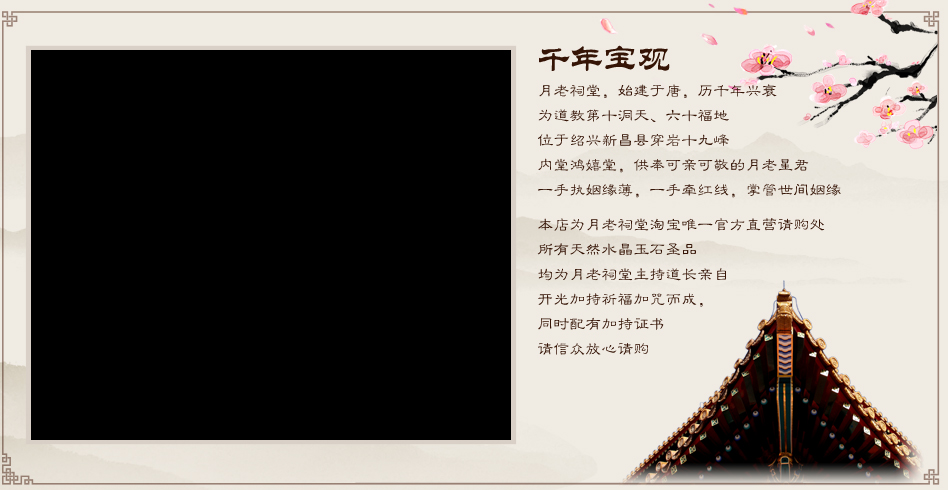 千年宝观
月老祠堂，始建于唐，历千年兴衰
为道教第十洞天、六十福地
位于绍兴新昌县穿岩十九峰
内堂鸿嬉堂，供奉可亲可敬的月老星君
一手执姻缘薄，一手牵红线，掌管世间姻缘
本店为月老祠堂淘宝唯一官方直营请购处
所有天然水晶玉石圣品
均为月老祠堂主持道长亲自
开光加持祈福加咒而成，
同时配有加持证书
请信众放心请购